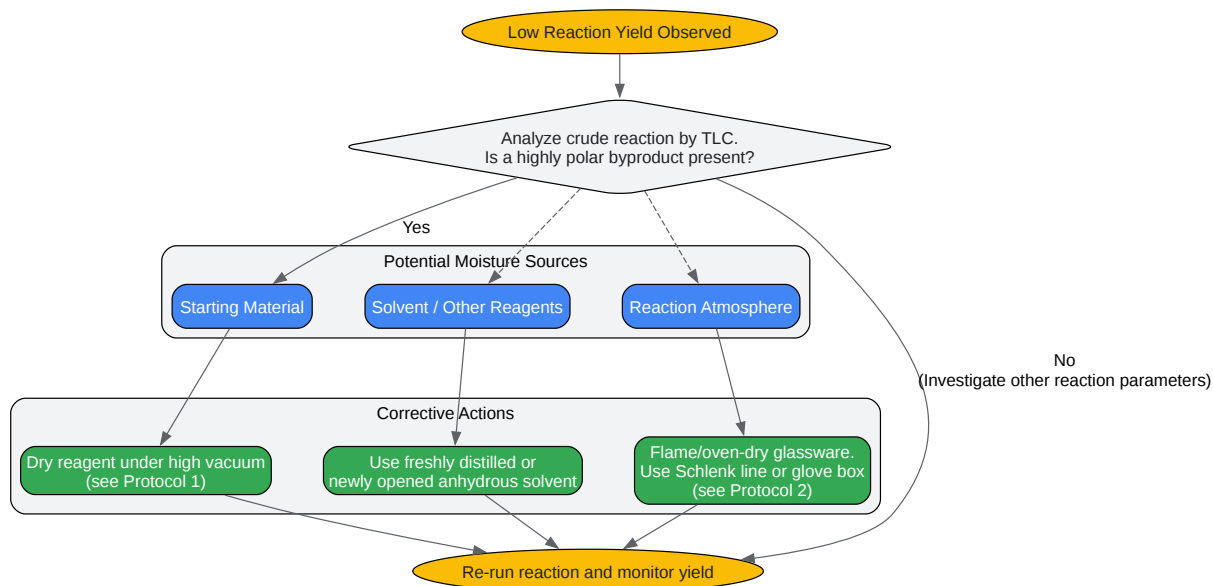 Low Reaction Yield Observed
Analyze crude reaction by TLC.
Is a highly polar byproduct present?
Yes
Potential Moisture Sources
Starting Material
Solvent / Other Reagents
Reaction Atmosphere
No
(Investigate other reaction parameters)
Corrective Actions
Dry reagent under high vacuum
(see Protocol 1)
Use freshly distilled or
newly opened anhydrous solvent
Flame/oven-dry glassware.
Use Schlenk line or glove box
(see Protocol 2)
Re-run reaction and monitor yield